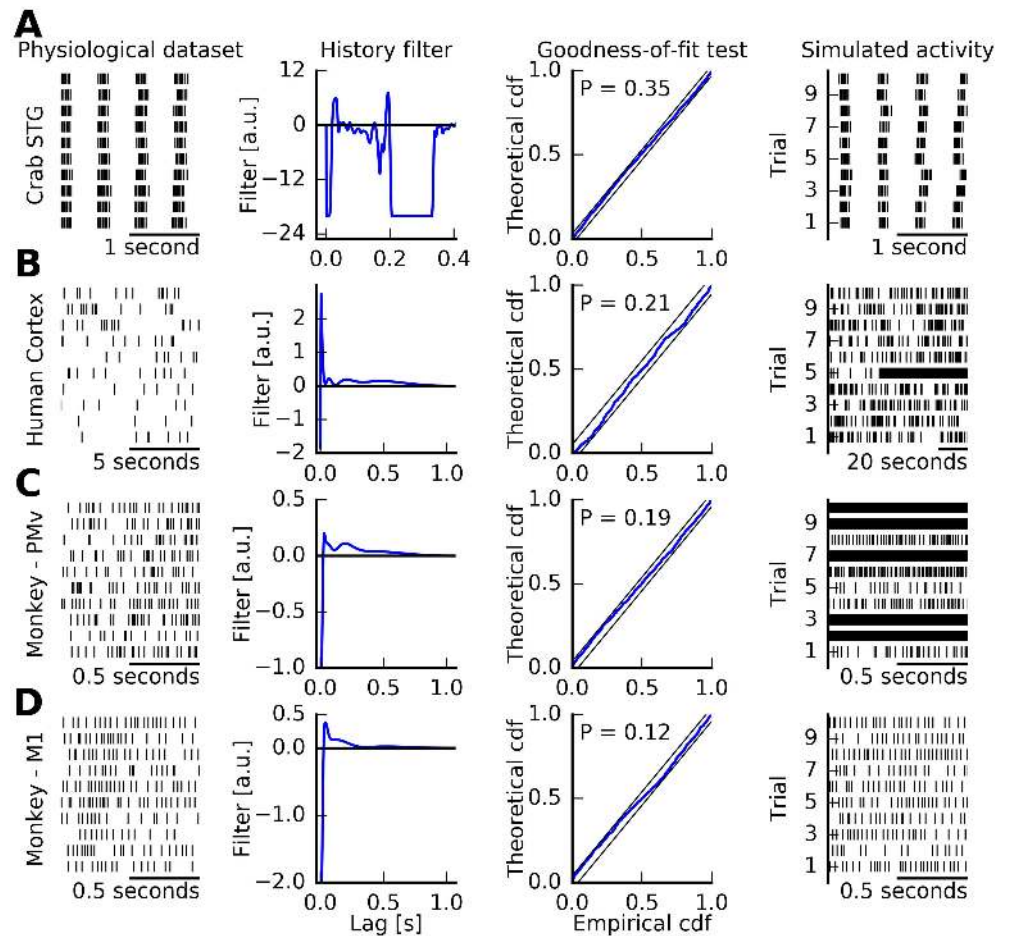 A
Physiological dataset History filter Goodness-of-fit test Simulated activity
Crab STG
1 second
Filter [a.u.]
12
0
−12
−24
0.0 0.2 0.4
Theoretical cdf
1.0
0.5
0.0
P = 0.35
0.0 0.5 1.0
Trial
9
7
5
3
1
1 second
B
Human Cortex
5 seconds
Filter [a.u.]
2
1
0
−1
−2
0.0 0.5 1.0
Theoretical cdf
1.0
0.5
0.0
P = 0.21
0.0 0.5 1.0
Trial
9
7
5
3
1
20 seconds
C
Monkey - PMv
0.5 seconds
Filter [a.u.]
0.5
0.0
−0.5
−1.0
0.0 0.5 1.0
Theoretical cdf
1.0
0.5
0.0
P = 0.19
0.0 0.5 1.0
Trial
9
7
5
3
1
0.5 seconds
D
Monkey - M1
0.5 seconds
Filter [a.u.]
0.5
0.0
−1.0
−2.0
0.0 0.5 1.0
Lag [s]
Theoretical cdf
1.0
0.5
0.0
P = 0.12
0.0 0.5 1.0
Empirical cdf
Trial
9
7
5
3
1
0.5 seconds